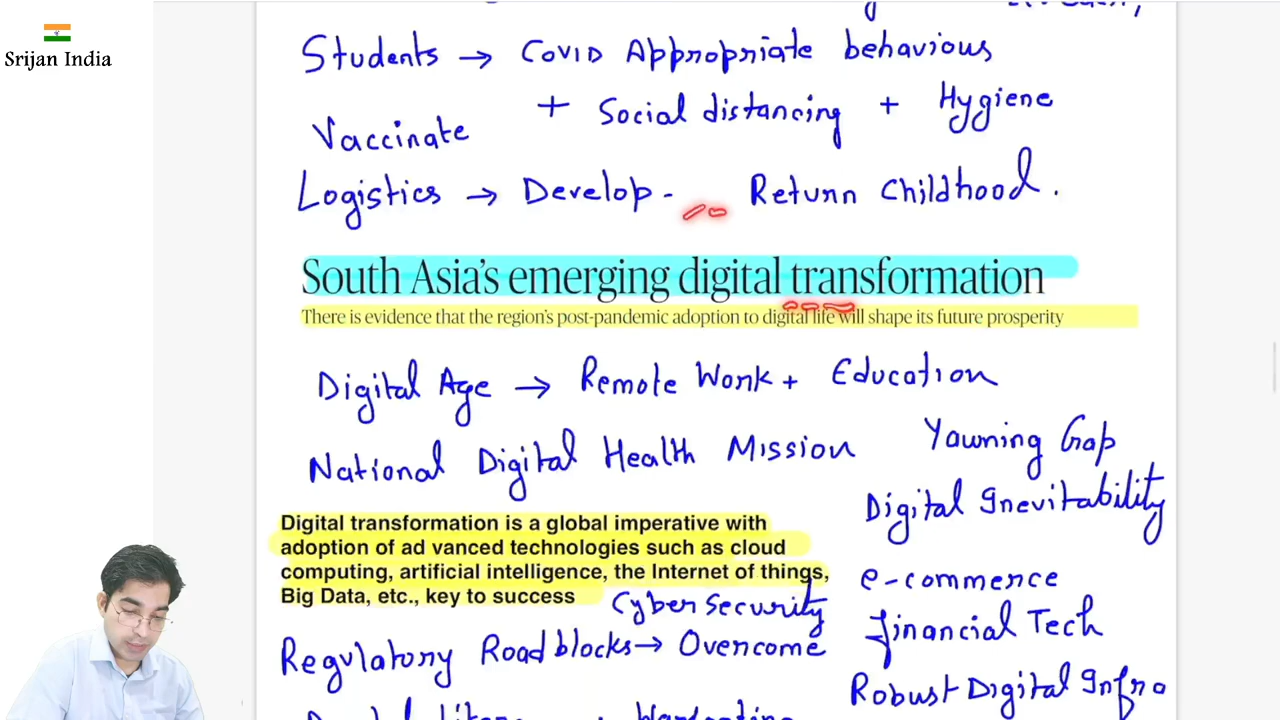 Srijan India
Students → Covid Appropriate behavious
+ Social distancing + Hygiene
Vaccinate
Logistics → Develop - Return Childhood.
South Asia's emerging digital transformation
There is evidence that the region's post-pandemic adoption to digital life will shape its future prosperity
Digital Age → Remote Work + Education
National Digital Health Mission
Yawning Gap
Digital Inevitability
Digital transformation is a global imperative with
adoption of ad vanced technologies such as cloud
computing, artificial intelligence, the Internet of things,
Big Data, etc., key to success
e-commerce
Cyber Security
Financial Tech
Regulatory Roadblocks → Overcome
Robust Digital Infra